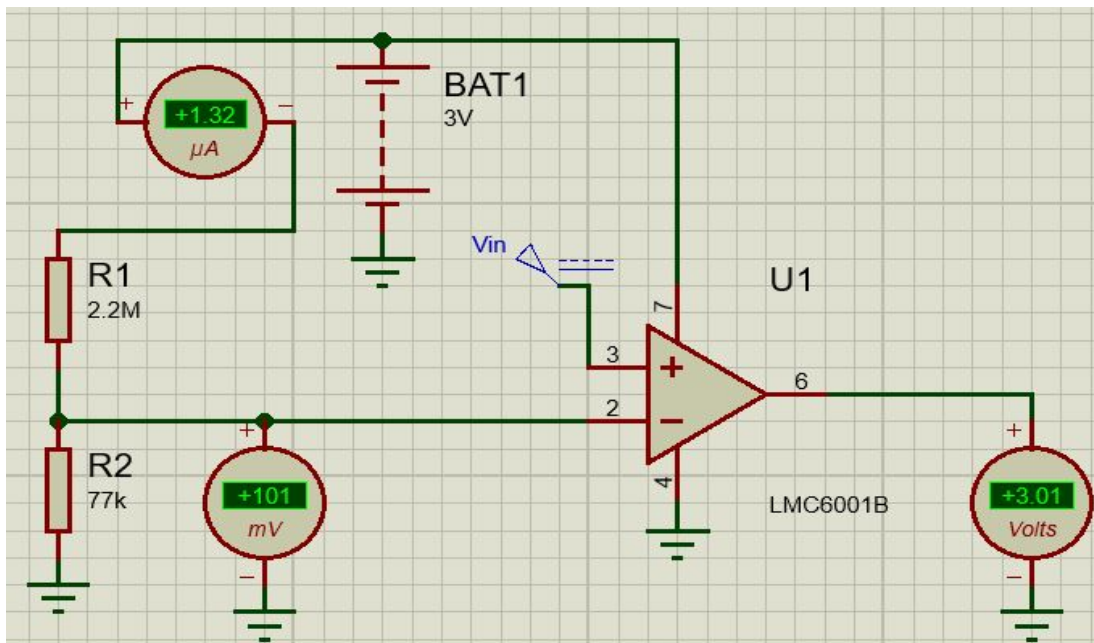 BAT1
3V
+
+1.32
−
µA
Vin
R1
2.2M
U1
7
3
+
6
2
−
R2
77k
+
+101
mV
−
4
LMC6001B
+
+3.01
Volts
−